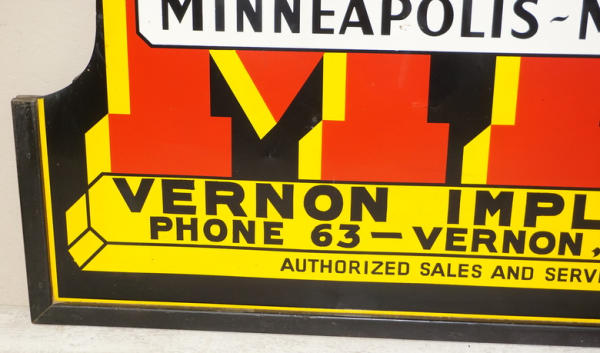 MINNEAPOLIS-M
M
VERNON IMPL
PHONE 63-VERNON,
AUTHORIZED SALES AND SERV